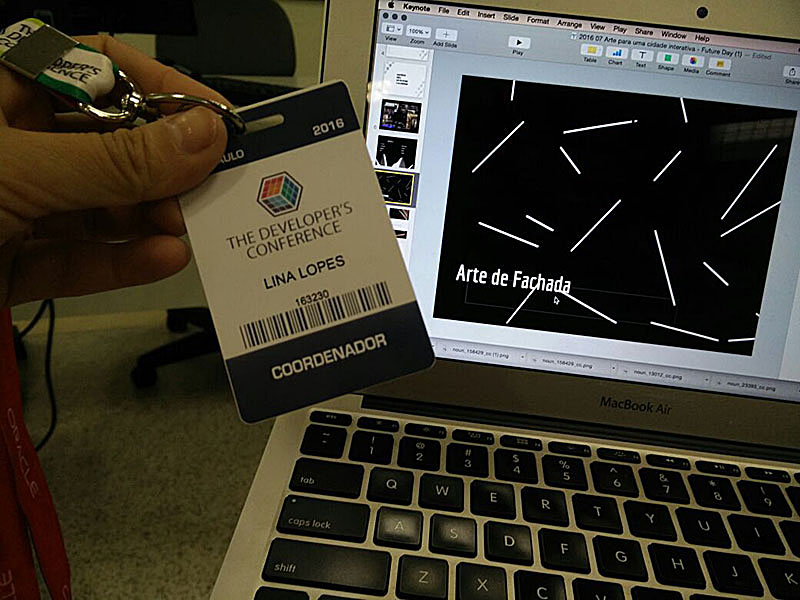 CONFERENCE
AULO
2016
THE DEVELOPER'S
CONFERENCE
LINA LOPES
163230
COORDENADOR
ORACLE
Keynote File Edit Insert Slide Format Arrange View Play Share Window Help
2016 07 Arte para uma cidade interativa - Future Day (1) — Edited
100%
View Zoom Add Slide
Play
Table Chart Text Shape Media Comment
Share
Arte de Fachada
noun_158429_cc (1).png
noun_158429_cc.png
noun_13012_cc.png
noun_23393_cc.png
MacBook Air
~ ! @ # $ % ^ & * (
1 2 3 4 5 6 7 8 9
tab Q W E R T Y U I
caps lock A S D F G H J K
shift Z X C V B N